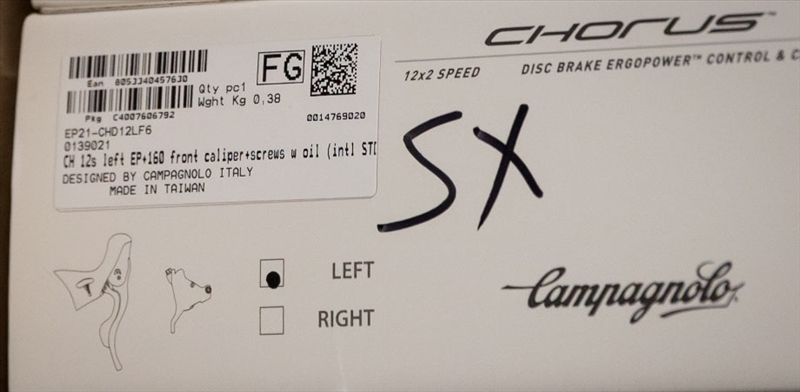 CHORUS™
12x2 SPEED
DISC BRAKE ERGOPOWER™ CONTROL & C
Ean 8053340457630
FG
Qty pc1
Wght Kg 0,38
Pkg C4007606792
0014769020
EP21-CHD12LF6
0139021
CH 12s left EP+160 front caliper+screws w oil (intl STD
DESIGNED BY CAMPAGNOLO ITALY
MADE IN TAIWAN
SX
LEFT
RIGHT
Campagnolo